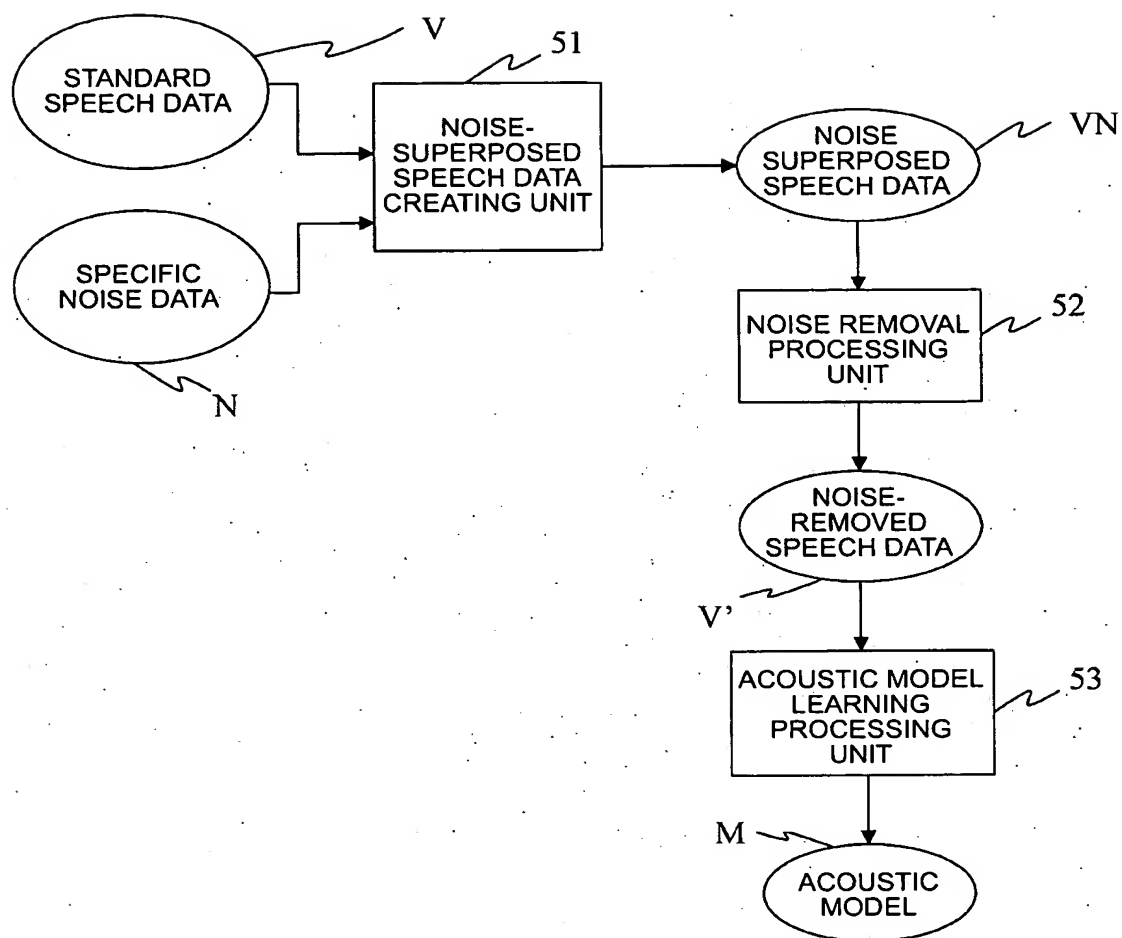 V
STANDARD
SPEECH DATA
51
NOISE-
SUPERPOSED
SPEECH DATA
CREATING UNIT
NOISE
SUPERPOSED
SPEECH DATA
VN
SPECIFIC
NOISE DATA
N
NOISE REMOVAL
PROCESSING
UNIT
52
NOISE-
REMOVED
SPEECH DATA
V'
ACOUSTIC MODEL
LEARNING
PROCESSING
UNIT
53
M
ACOUSTIC
MODEL